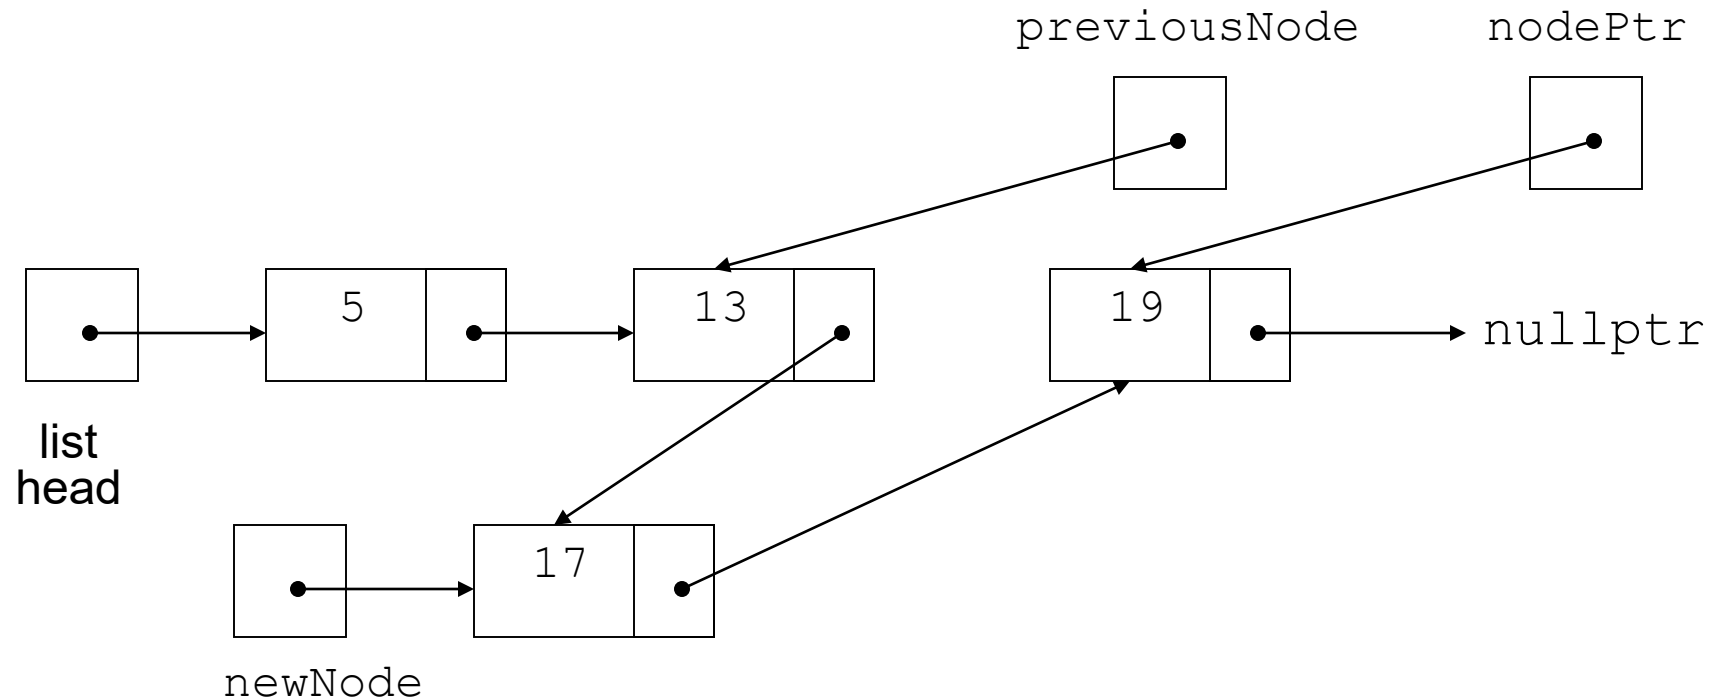 previousNode
nodePtr
5
13
19
nullptr
list
head
17
newNode